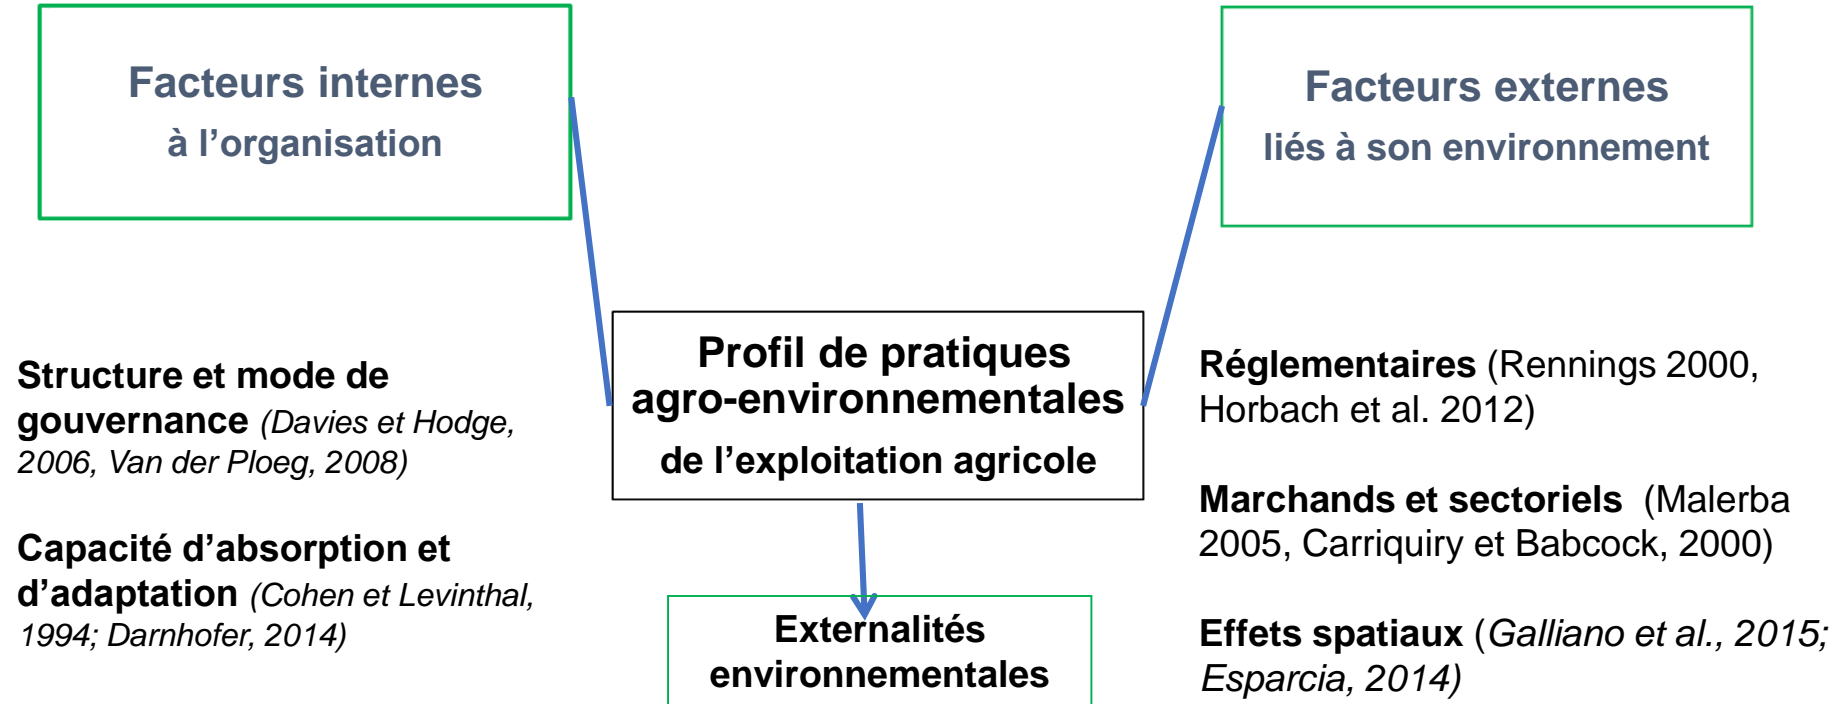 Facteurs internes
à l’organisation
Facteurs externes
liés à son environnement
Profil de pratiques
agro-environnementales
de l’exploitation agricole
Structure et mode de
gouvernance (Davies et Hodge,
2006, Van der Ploeg, 2008)
Capacité d’absorption et
d’adaptation (Cohen et Levinthal,
1994; Darnhofer, 2014)
Externalités
environnementales
Réglementaires (Rennings 2000,
Horbach et al. 2012)
Marchands et sectoriels (Malerba
2005, Carriquiry et Babcock, 2000)
Effets spatiaux (Galliano et al., 2015;
Esparcia, 2014)